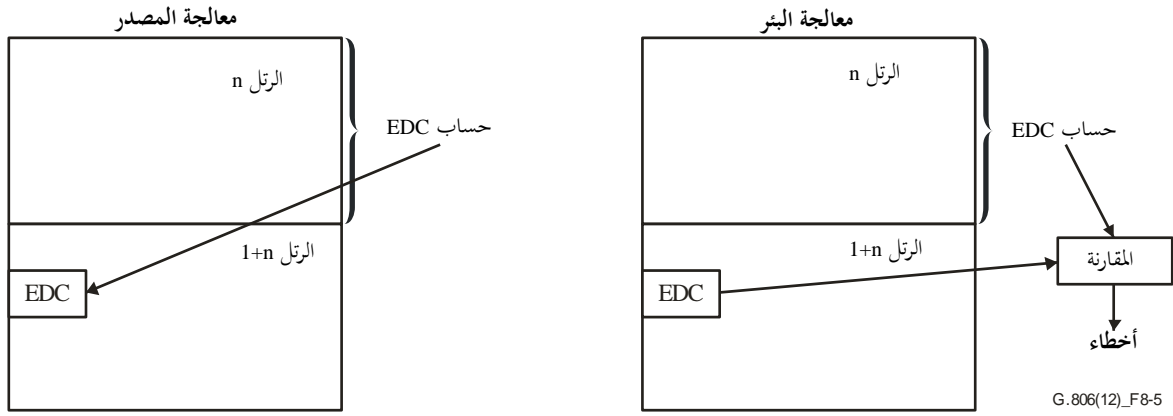 معالجة المصدر
الرتل n
حساب EDC
الرتل 1+n
EDC
معالجة البئر
الرتل n
حساب EDC
الرتل 1+n
المقارنة
EDC
أخطاء
G.806(12)_F8-5